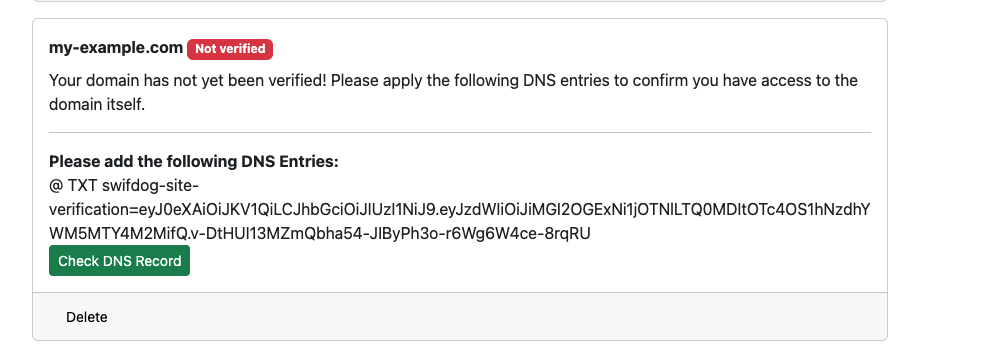 my-example.com Not verified
Your domain has not yet been verified! Please apply the following DNS entries to confirm you have access to the
domain itself.
Please add the following DNS Entries:
@ TXT swifdog-site-
verification=eyJ0eXAiOiJKV1QiLCJhbGciOiJIUzI1NiJ9.eyJzdWIiOiJiMGI2OGExNi1jOTNlLTQ0MDItOTc4OS1hNzdhY
WM5MTY4M2MifQ.v-DtHUl13MZmQbha54-JIByPh3o-r6Wg6W4ce-8rqRU
Check DNS Record
Delete